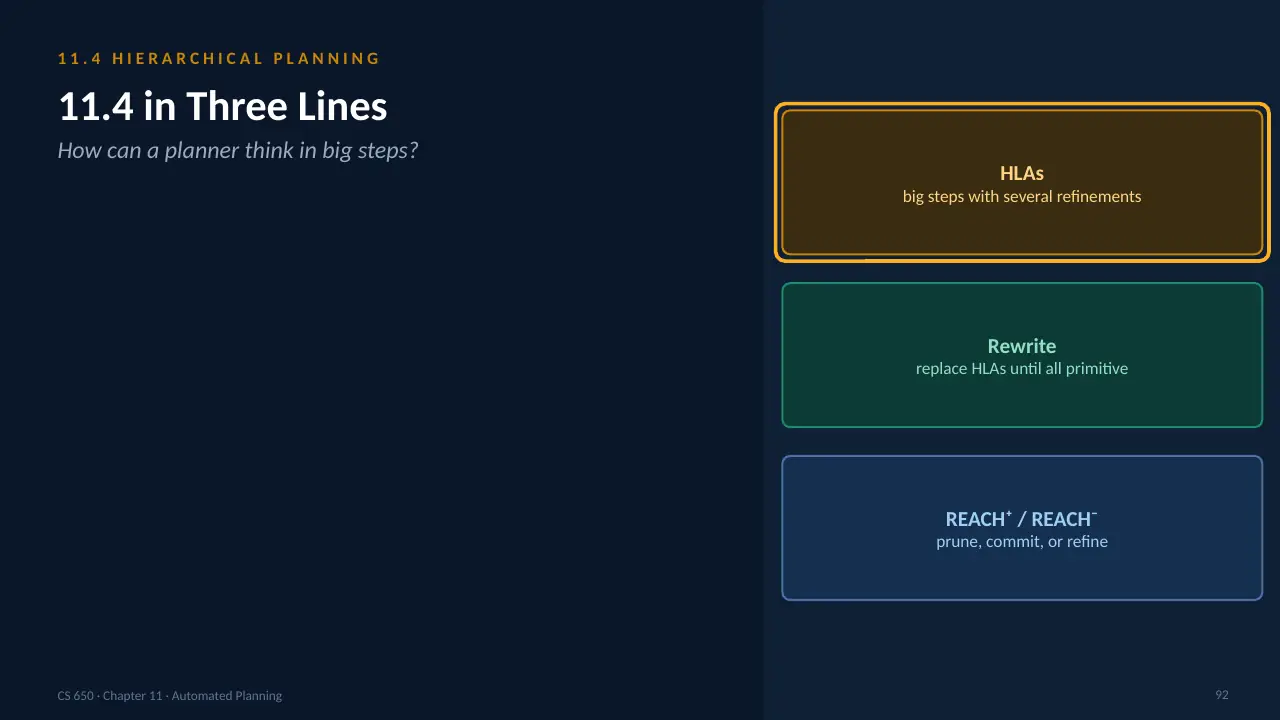 11.4 HIERARCHICAL PLANNING
11.4 in Three Lines
How can a planner think in big steps?
HLAs
big steps with several refinements
Rewrite
replace HLAs until all primitive
REACH⁺ / REACH⁻
prune, commit, or refine
CS 650 · Chapter 11 · Automated Planning
92